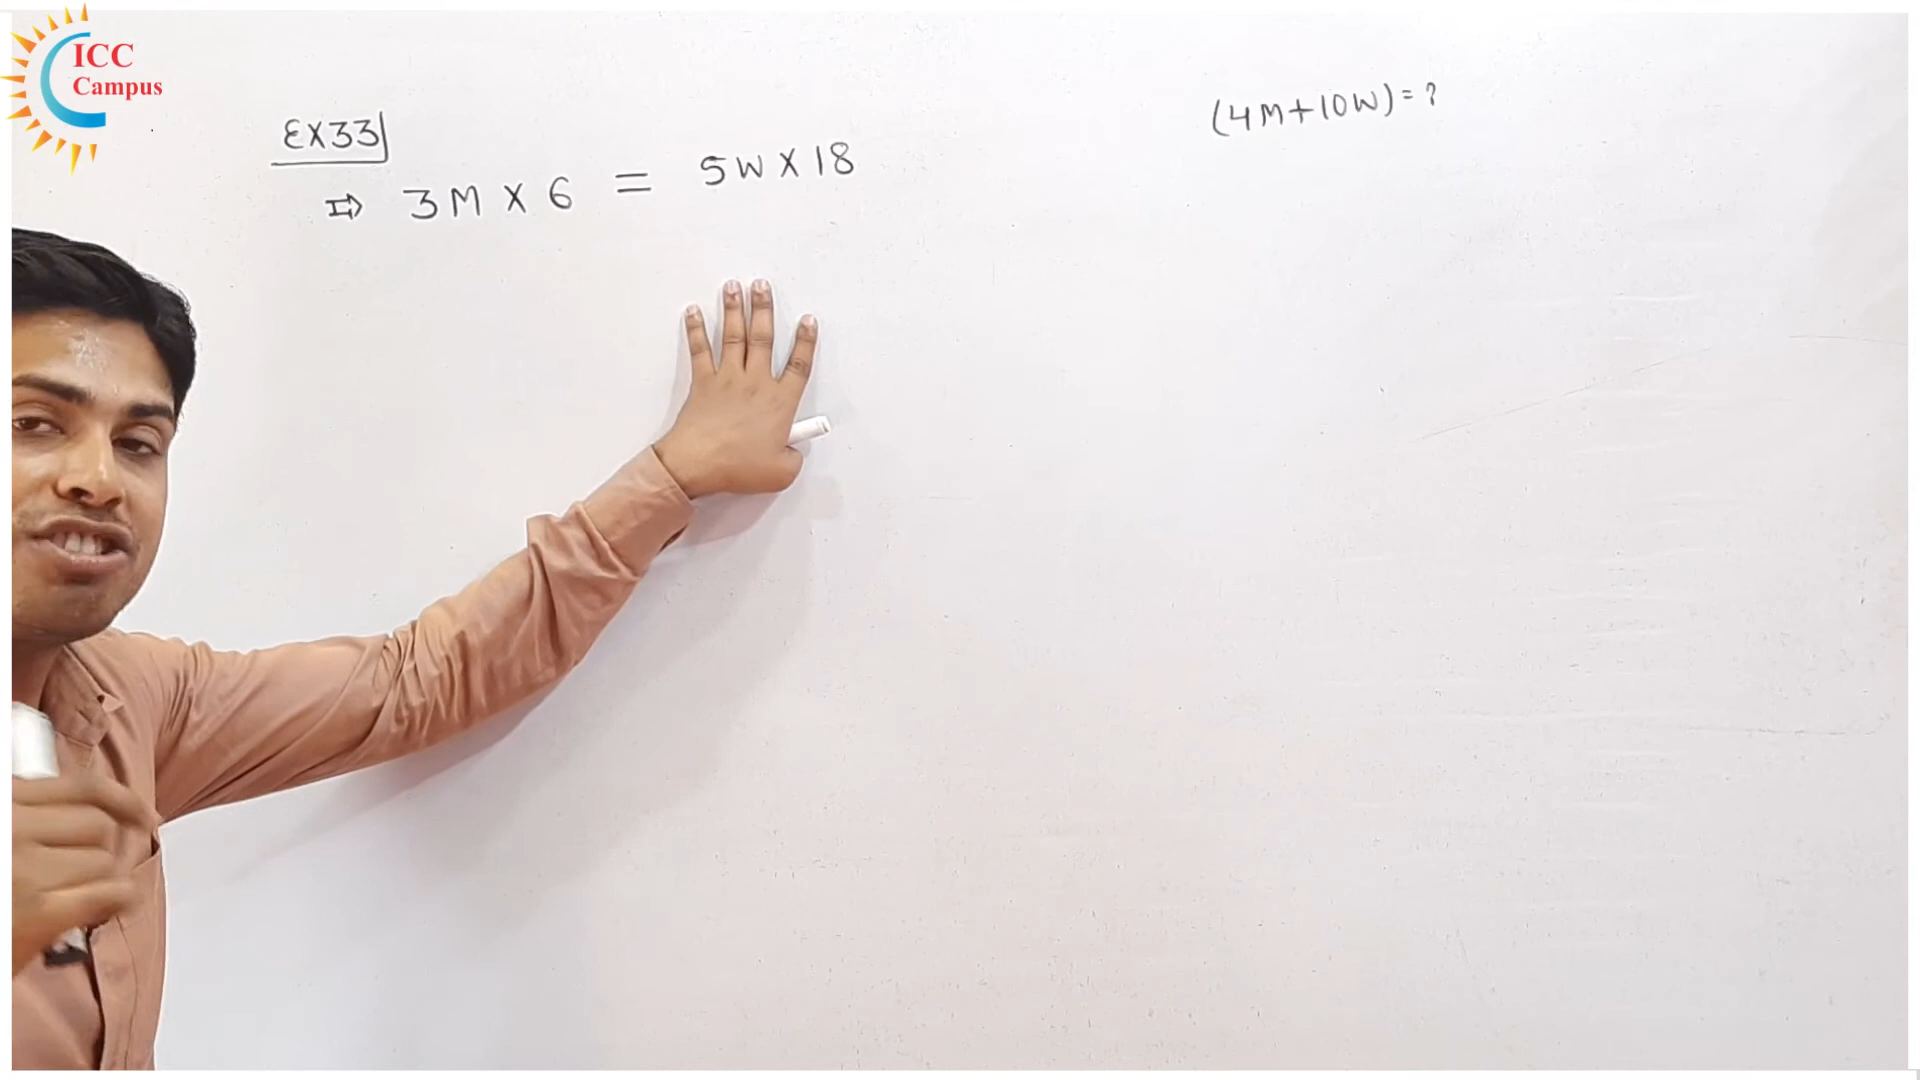 ICC
Campus
EX33
⇒ 3M X 6 = 5W X 18
(4M+10W)=?